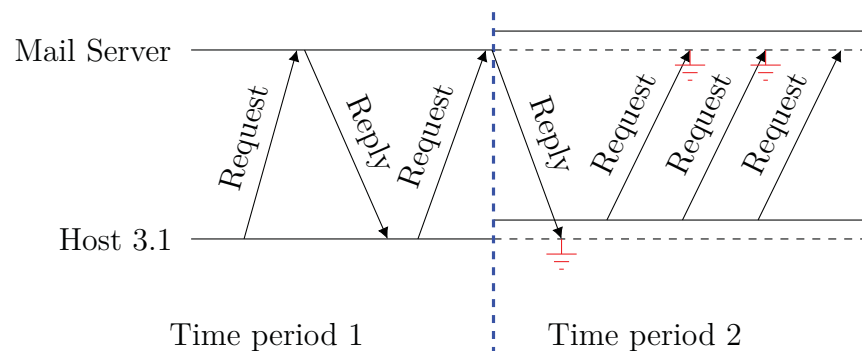 Mail Server
Request
Reply
Request
Reply
Request
Request
Request
Host 3.1
Time period 1
Time period 2